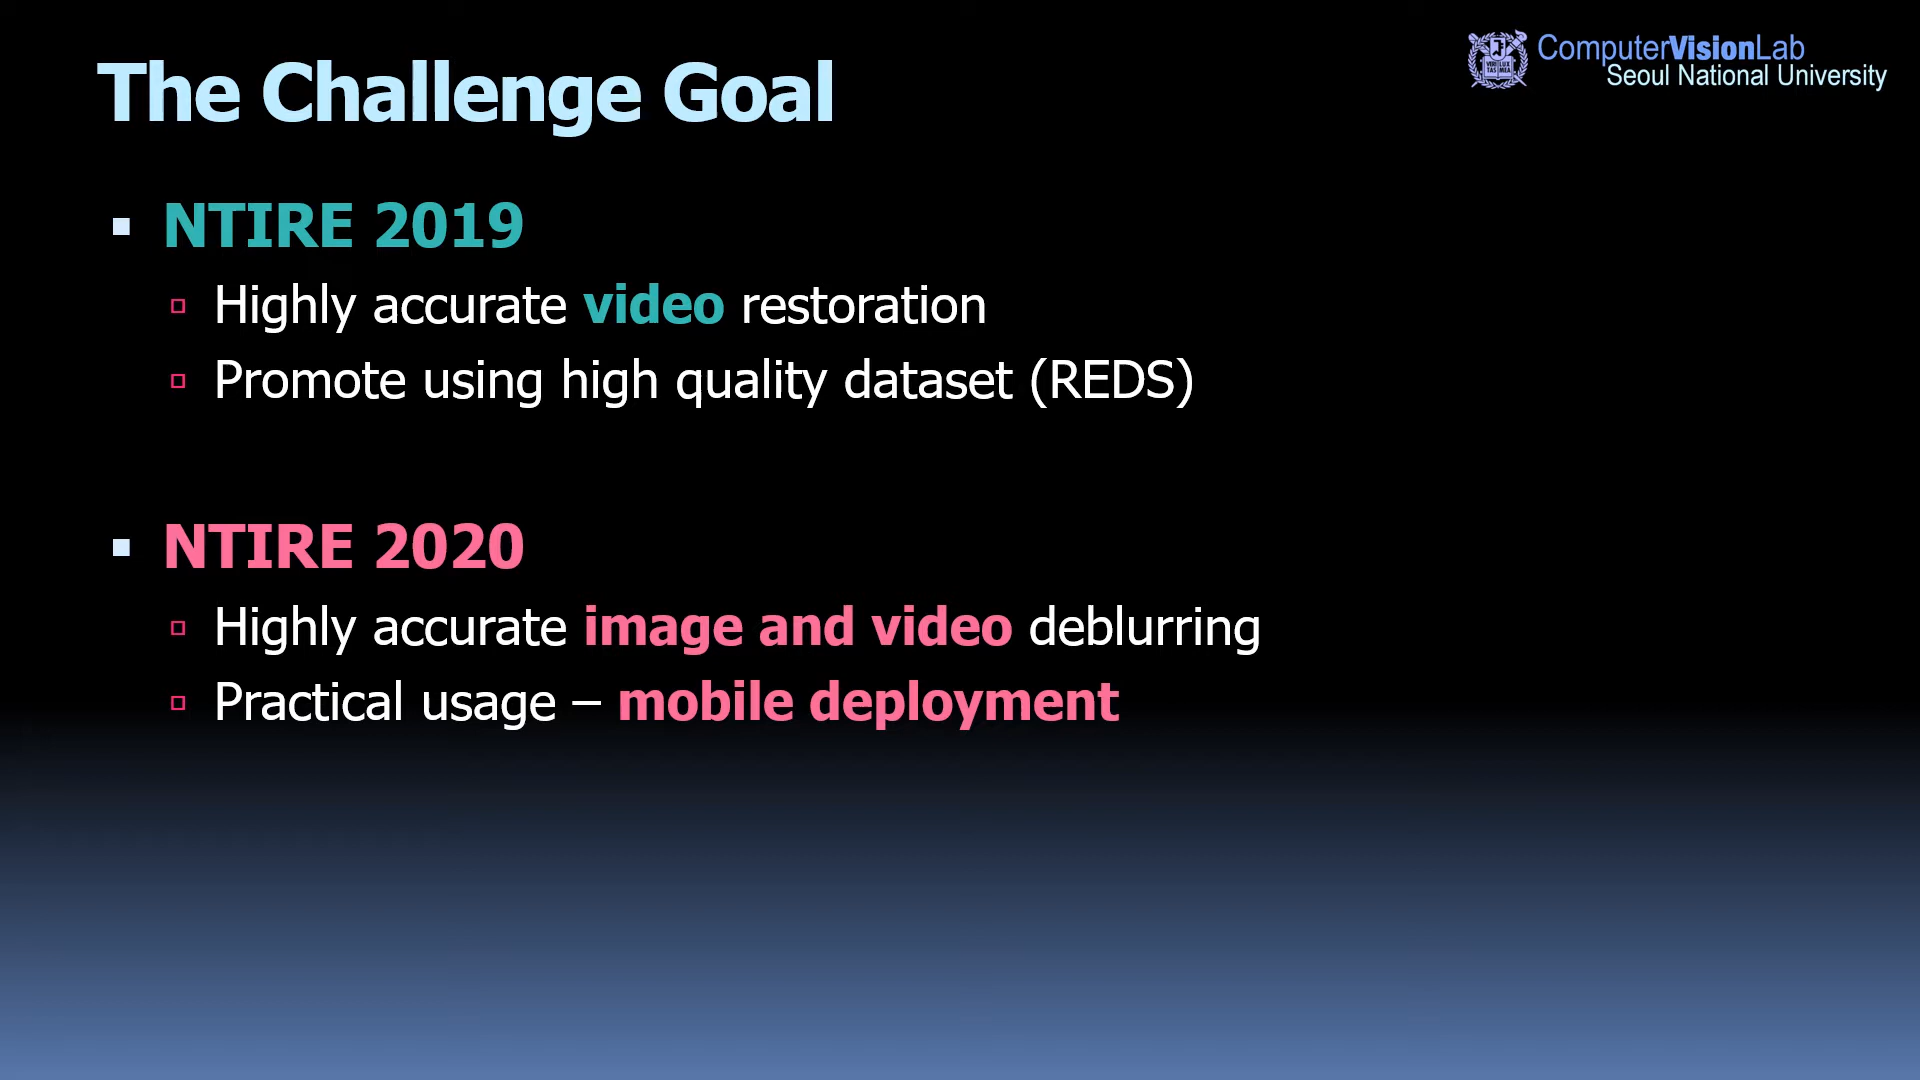 The Challenge Goal
ComputerVisionLab
Seoul National University
NTIRE 2019
Highly accurate video restoration
Promote using high quality dataset (REDS)
NTIRE 2020
Highly accurate image and video deblurring
Practical usage – mobile deployment